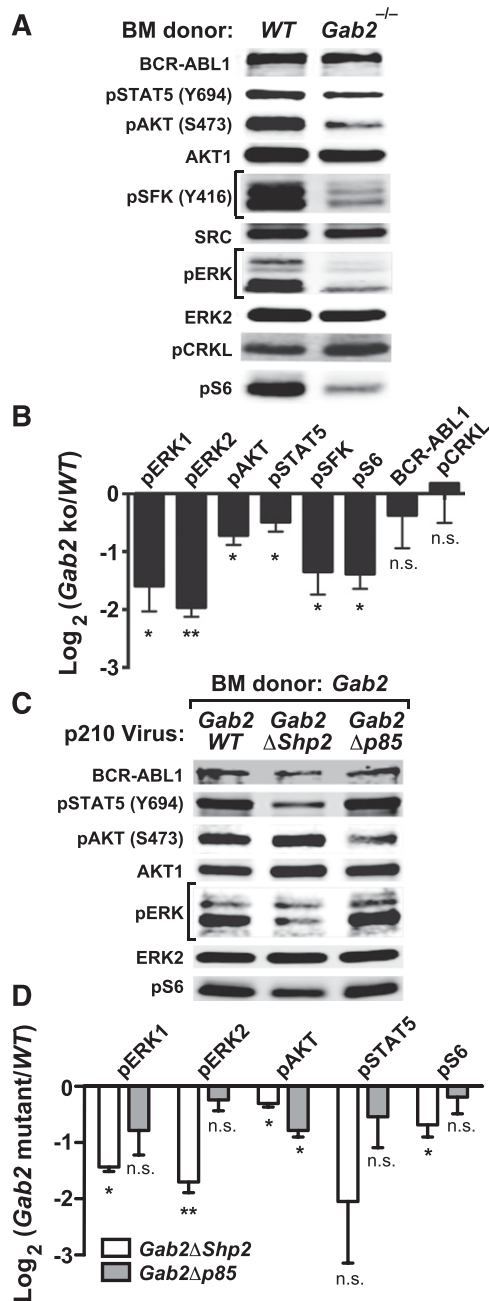 A
BM donor: WT Gab2 –/–
BCR-ABL1
pSTAT5 (Y694)
pAKT (S473)
AKT1
pSFK (Y416)
SRC
pERK
ERK2
pCRKL
pS6
B
pERK1 pERK2 pAKT pSTAT5 pSFK pS6 BCR-ABL1 pCRKL
Log2 (Gab2 ko/WT)
0
-1
-2
-3
* ** * * * * n.s. n.s.
C
BM donor: Gab2
p210 Virus: Gab2 WT Gab2 ΔShp2 Gab2 Δp85
BCR-ABL1
pSTAT5 (Y694)
pAKT (S473)
AKT1
pERK
ERK2
pS6
D
pERK1 pERK2 pAKT pSTAT5 pS6
Log2 (Gab2 mutant/WT)
0
-1
-2
-3
* n.s. ** n.s. * * n.s. n.s. * n.s.
Gab2ΔShp2
Gab2Δp85